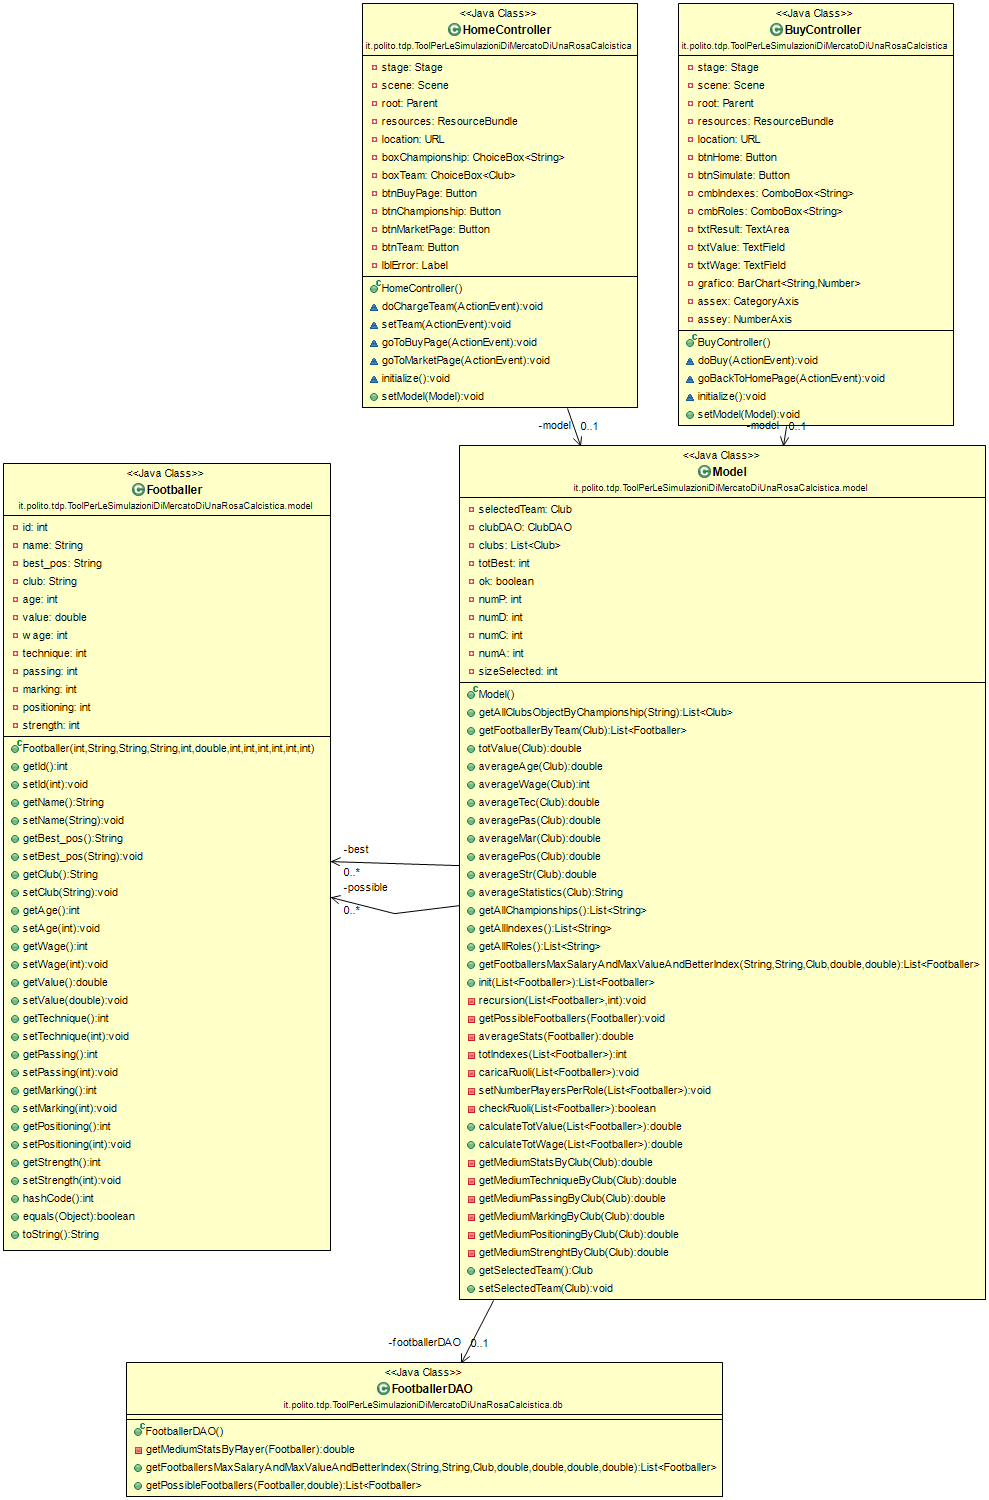 <<Java Class>>
HomeController
it.polito.tdp.ToolPerLeSimulazioniDiMercatoDiUnaRosaCalcistica
stage: Stage
scene: Scene
root: Parent
resources: ResourceBundle
location: URL
boxChampionship: ChoiceBox<String>
boxTeam: ChoiceBox<Club>
btnBuyPage: Button
btnChampionship: Button
btnMarketPage: Button
btnTeam: Button
lblError: Label
HomeController()
doChargeTeam(ActionEvent):void
setTeam(ActionEvent):void
goToBuyPage(ActionEvent):void
goToMarketPage(ActionEvent):void
initialize():void
setModel(Model):void
<<Java Class>>
BuyController
it.polito.tdp.ToolPerLeSimulazioniDiMercatoDiUnaRosaCalcistica
stage: Stage
scene: Scene
root: Parent
resources: ResourceBundle
location: URL
btnHome: Button
btnSimulate: Button
cmbIndexes: ComboBox<String>
cmbRoles: ComboBox<String>
txtResult: TextArea
txtValue: TextField
txtWage: TextField
grafico: BarChart<String,Number>
assex: CategoryAxis
assey: NumberAxis
BuyController()
doBuy(ActionEvent):void
goBackToHomePage(ActionEvent):void
initialize():void
setModel(Model):void
-model 0..1
-model 0..1
<<Java Class>>
Footballer
it.polito.tdp.ToolPerLeSimulazioniDiMercatoDiUnaRosaCalcistica.model
id: int
name: String
best_pos: String
club: String
age: int
value: double
wage: int
technique: int
passing: int
marking: int
positioning: int
strength: int
Footballer(int,String,String,String,int,double,int,int,int,int,int,int)
getId():int
setId(int):void
getName():String
setName(String):void
getBest_pos():String
setBest_pos(String):void
getClub():String
setClub(String):void
getAge():int
setAge(int):void
getWage():int
setWage(int):void
getValue():double
setValue(double):void
getTechnique():int
setTechnique(int):void
getPassing():int
setPassing(int):void
getMarking():int
setMarking(int):void
getPositioning():int
setPositioning(int):void
getStrength():int
setStrength(int):void
hashCode():int
equals(Object):boolean
toString():String
-best
0..*
-possible
0..*
<<Java Class>>
Model
it.polito.tdp.ToolPerLeSimulazioniDiMercatoDiUnaRosaCalcistica.model
selectedTeam: Club
clubDAO: ClubDAO
clubs: List<Club>
totBest: int
ok: boolean
numP: int
numD: int
numC: int
numA: int
sizeSelected: int
Model()
getAllClubsObjectByChampionship(String):List<Club>
getFootballerByTeam(Club):List<Footballer>
totValue(Club):double
averageAge(Club):double
averageWage(Club):int
averageTec(Club):double
averagePas(Club):double
averageMar(Club):double
averagePos(Club):double
averageStr(Club):double
averageStatistics(Club):String
getAllChampionships():List<String>
getAllIndexes():List<String>
getAllRoles():List<String>
getFootballersMaxSalaryAndMaxValueAndBetterIndex(String,String,Club,double,double):List<Footballer>
init(List<Footballer>):List<Footballer>
recursion(List<Footballer>,int):void
getPossibleFootballers(Footballer):void
averageStats(Footballer):double
totIndexes(List<Footballer>):int
caricaRuoli(List<Footballer>):void
setNumberPlayersPerRole(List<Footballer>):void
checkRuoli(List<Footballer>):boolean
calculateTotValue(List<Footballer>):double
calculateTotWage(List<Footballer>):double
getMediumStatsByClub(Club):double
getMediumTechniqueByClub(Club):double
getMediumPassingByClub(Club):double
getMediumMarkingByClub(Club):double
getMediumPositioningByClub(Club):double
getMediumStrenghtByClub(Club):double
getSelectedTeam():Club
setSelectedTeam(Club):void
-footballerDAO 0..1
<<Java Class>>
FootballerDAO
it.polito.tdp.ToolPerLeSimulazioniDiMercatoDiUnaRosaCalcistica.db
FootballerDAO()
getMediumStatsByPlayer(Footballer):double
getFootballersMaxSalaryAndMaxValueAndBetterIndex(String,String,Club,double,double,double,double):List<Footballer>
getPossibleFootballers(Footballer,double):List<Footballer>